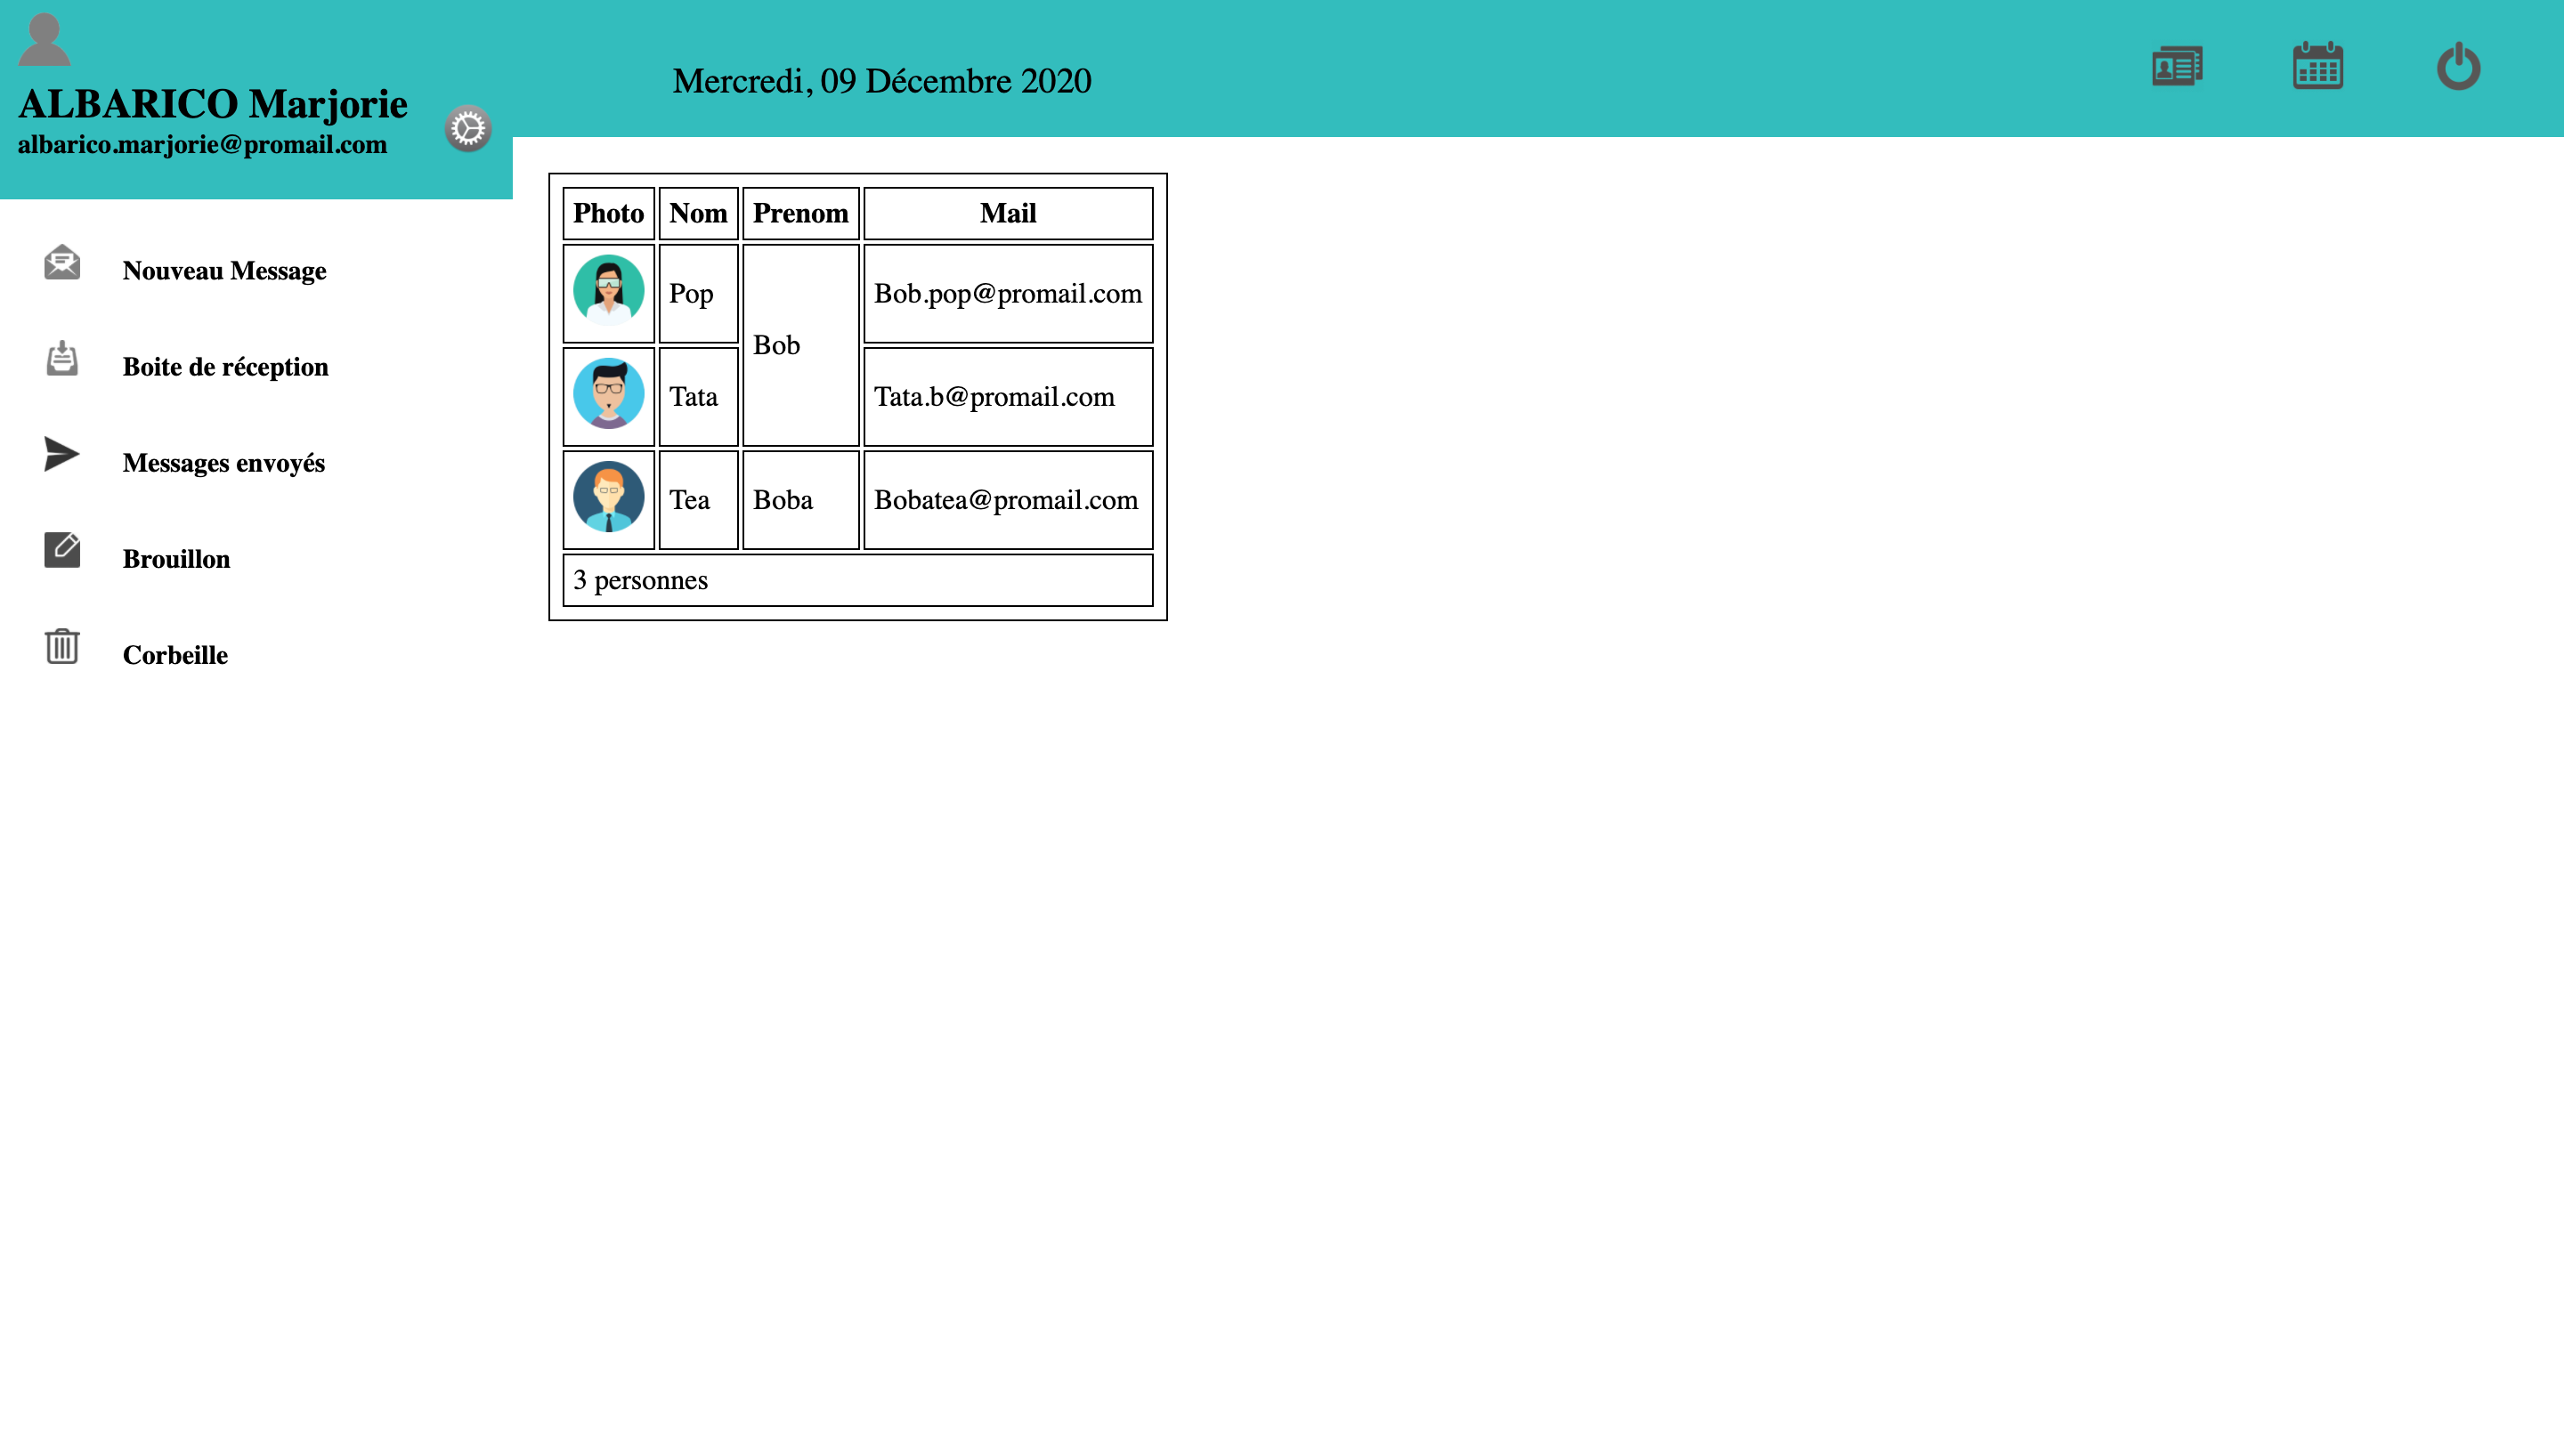 ALBARICO Marjorie
albarico.marjorie@promail.com
Mercredi, 09 Décembre 2020
Nouveau Message
Boite de réception
Messages envoyés
Brouillon
Corbeille
Photo Nom Prenom Mail
Pop Bob Bob.pop@promail.com
Tata Tata.b@promail.com
Tea Boba Bobatea@promail.com
3 personnes